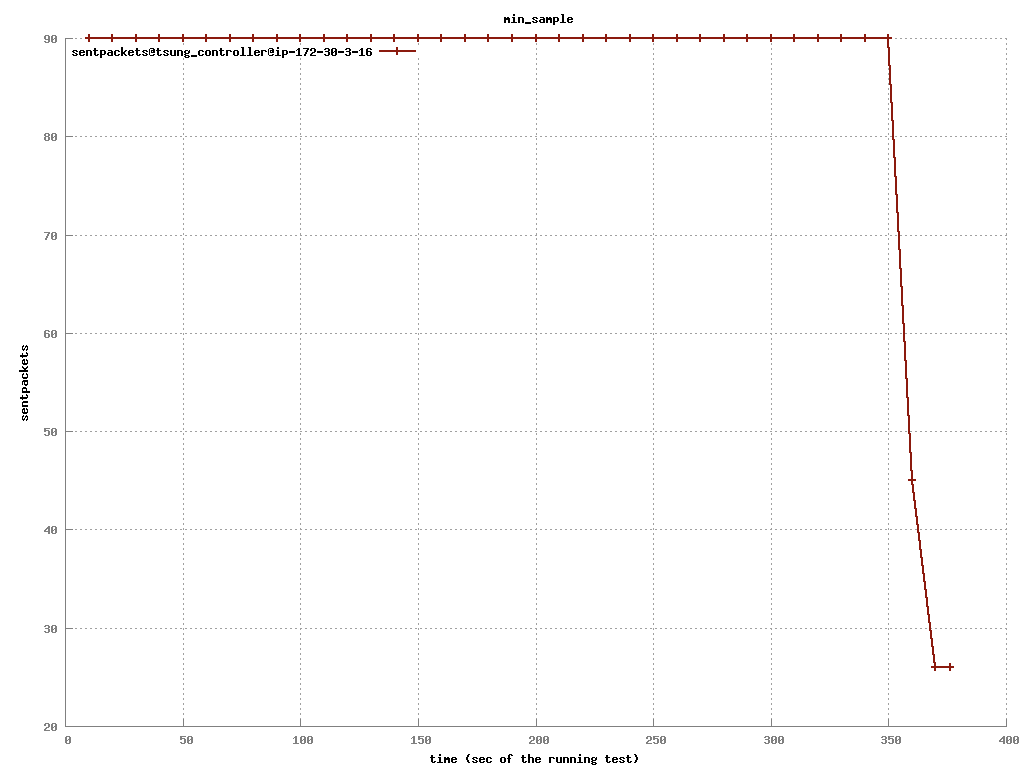 min_sample
90
sentpackets@tsung_controller@ip-172-30-3-16
80
70
60
sentpackets
50
40
30
20
0 50 100 150 200 250 300 350 400
time (sec of the running test)